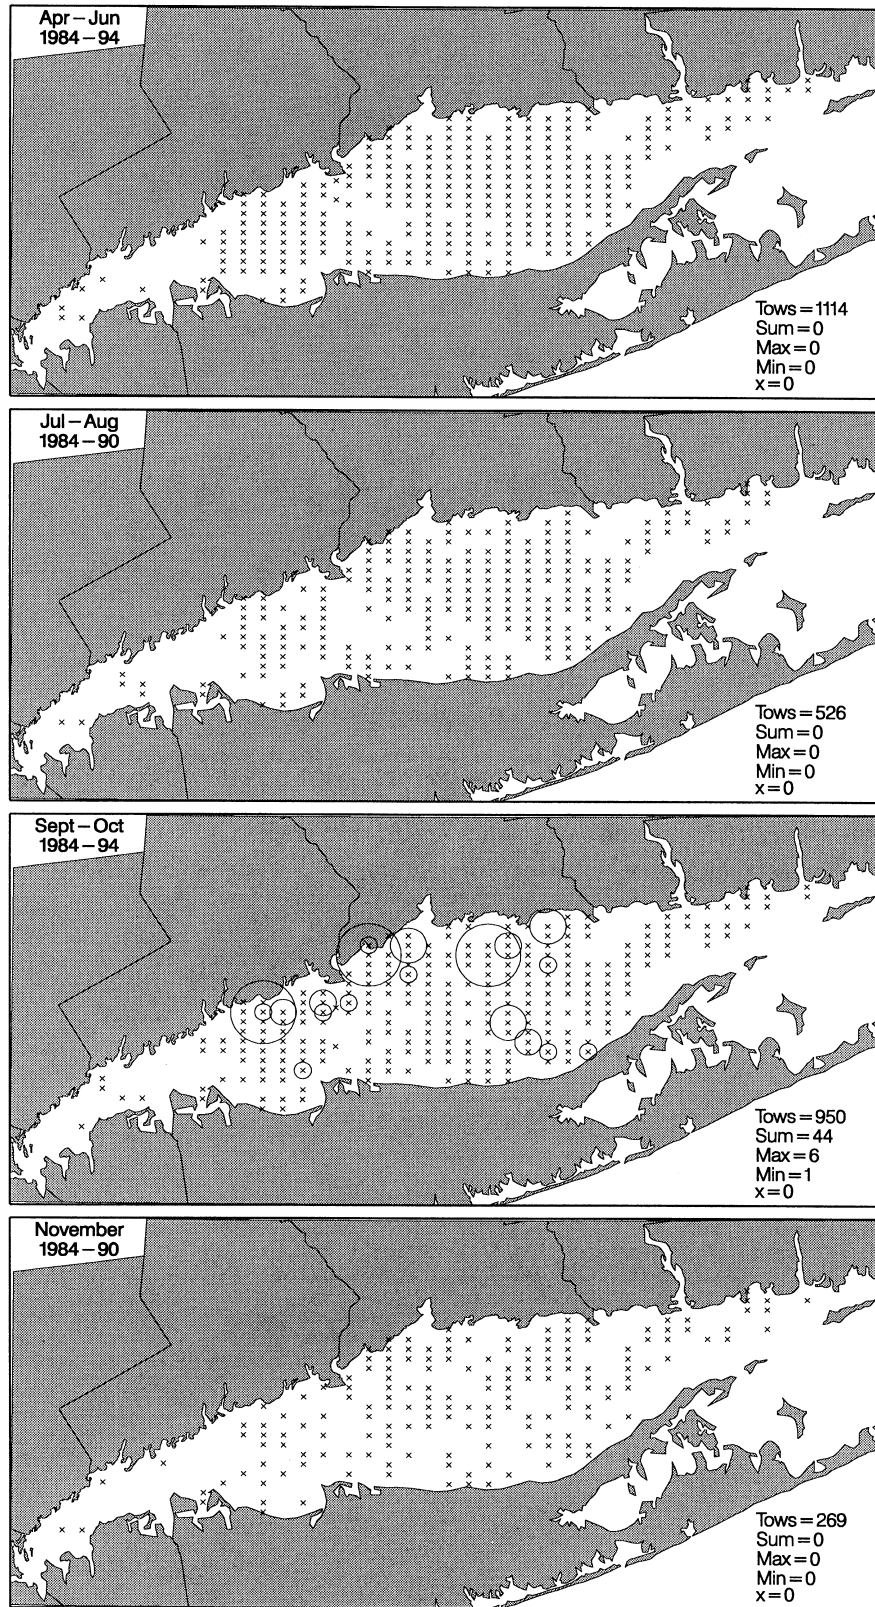 Apr – Jun
1984 – 94
Tows = 1114
Sum = 0
Max = 0
Min = 0
x = 0
Jul – Aug
1984 – 90
Tows = 526
Sum = 0
Max = 0
Min = 0
x = 0
Sept – Oct
1984 – 94
Tows = 950
Sum = 44
Max = 6
Min = 1
x = 0
November
1984 – 90
Tows = 269
Sum = 0
Max = 0
Min = 0
x = 0